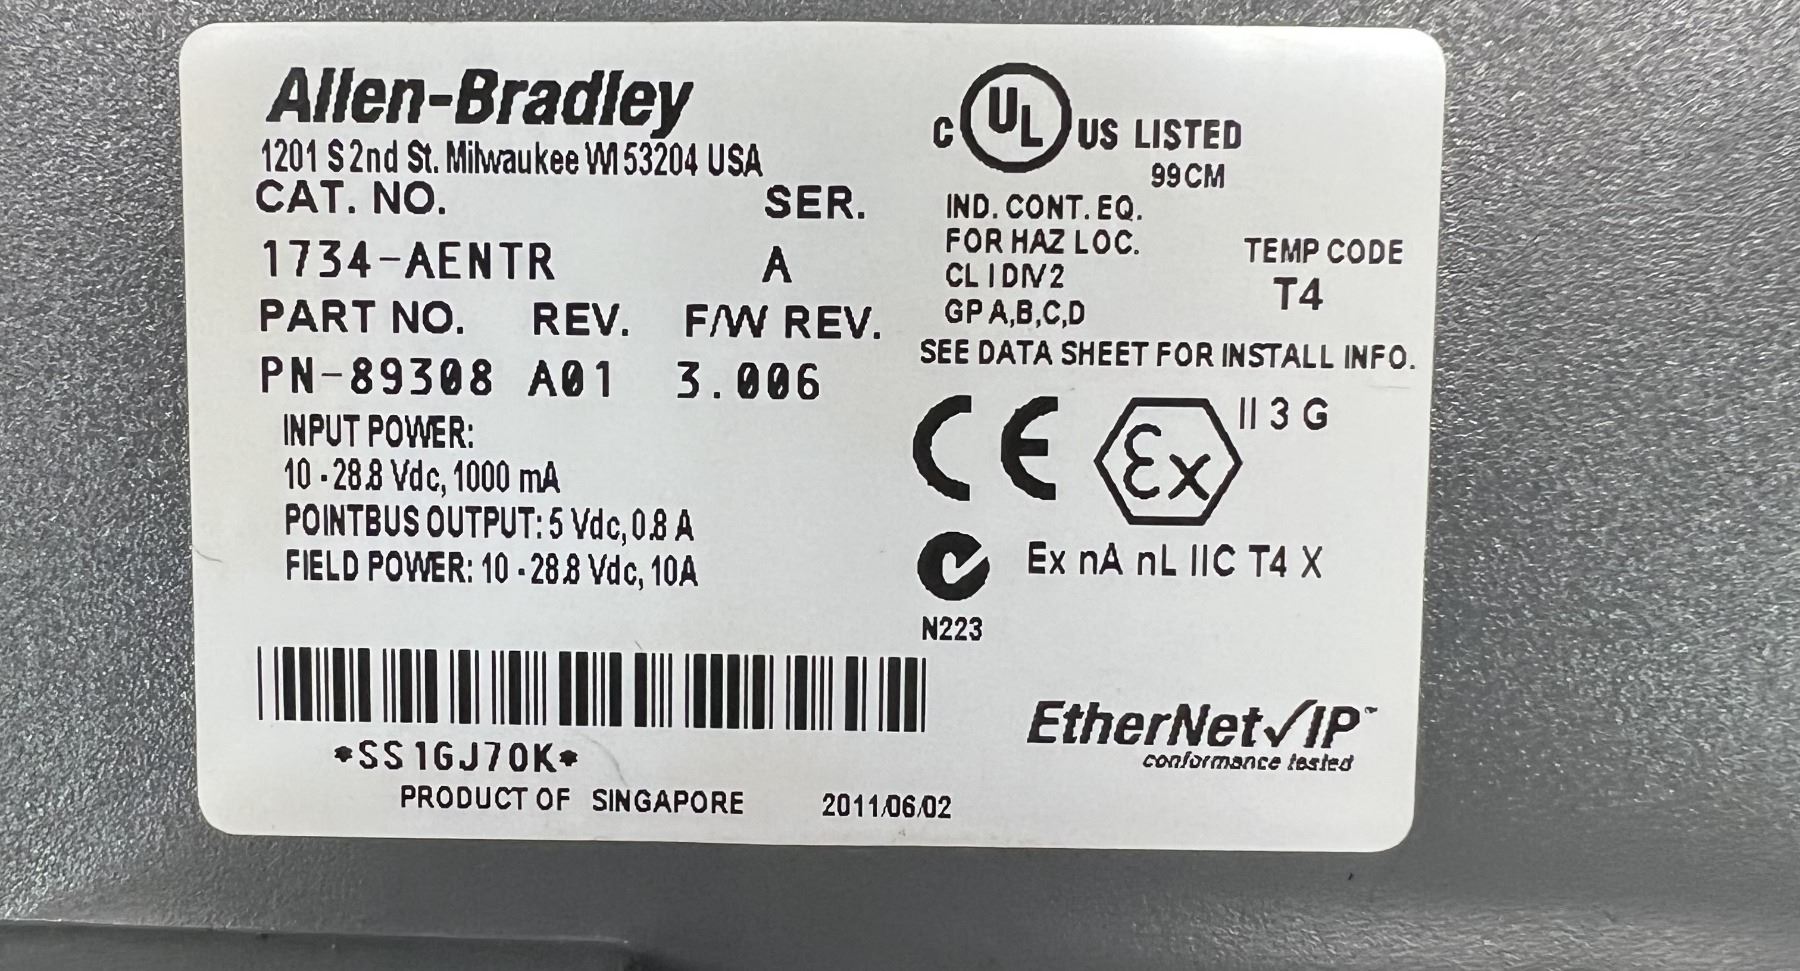 Allen-Bradley
1201 S 2nd St. Milwaukee WI 53204 USA
CAT. NO. SER.
1734-AENTR A
PART NO. REV. F/W REV.
PN-89308 A01 3.006
INPUT POWER:
10 - 28.8 Vdc, 1000 mA
POINTBUS OUTPUT: 5 Vdc, 0.8 A
FIELD POWER: 10 - 28.8 Vdc, 10A
*SS1GJ70K*
PRODUCT OF SINGAPORE 2011/06/02
C UL US LISTED
99CM
IND. CONT. EQ.
FOR HAZ LOC.
CL I DIV 2
GP A,B,C,D
TEMP CODE
T4
SEE DATA SHEET FOR INSTALL INFO.
CE Ex II 3 G
Ex nA nL IIC T4 X
N223
EtherNet/IP™
conformance tested